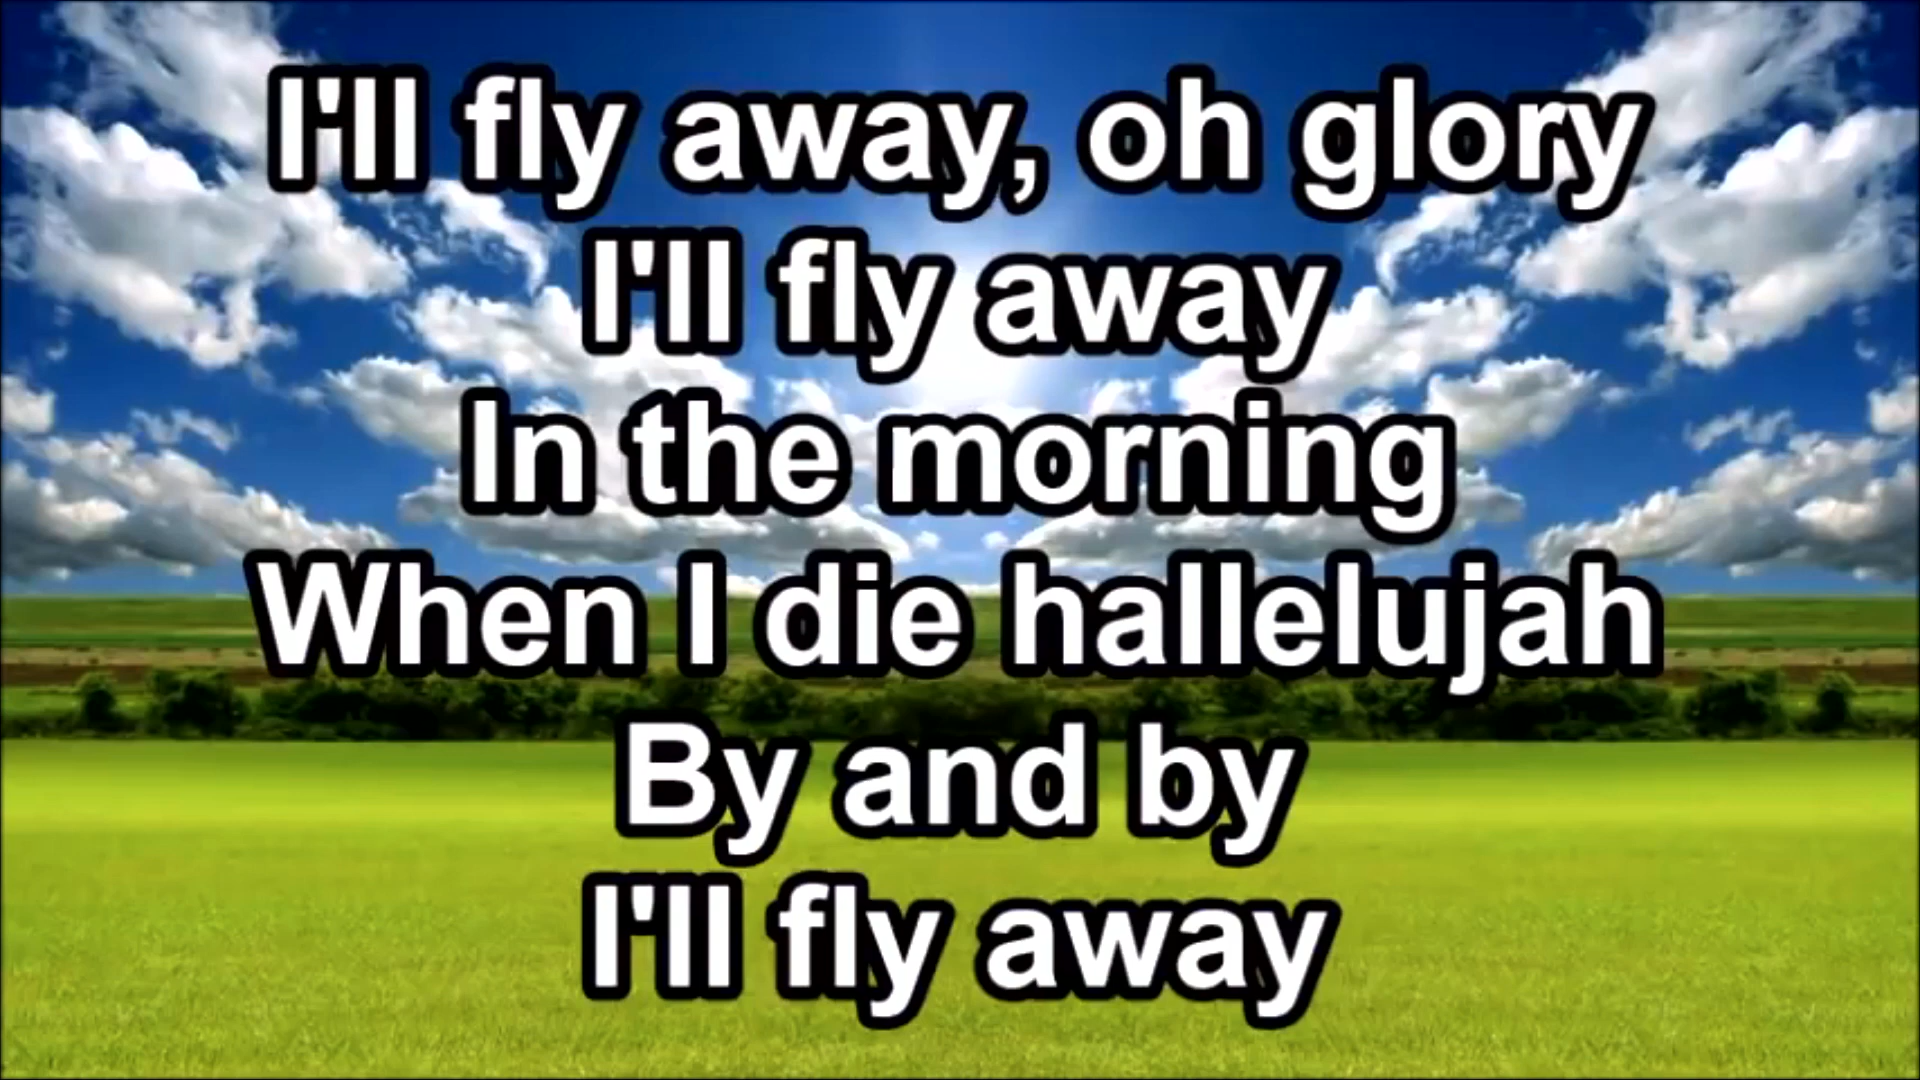 I'll fly away, oh glory
I'll fly away
In the morning
When I die hallelujah
By and by
I'll fly away